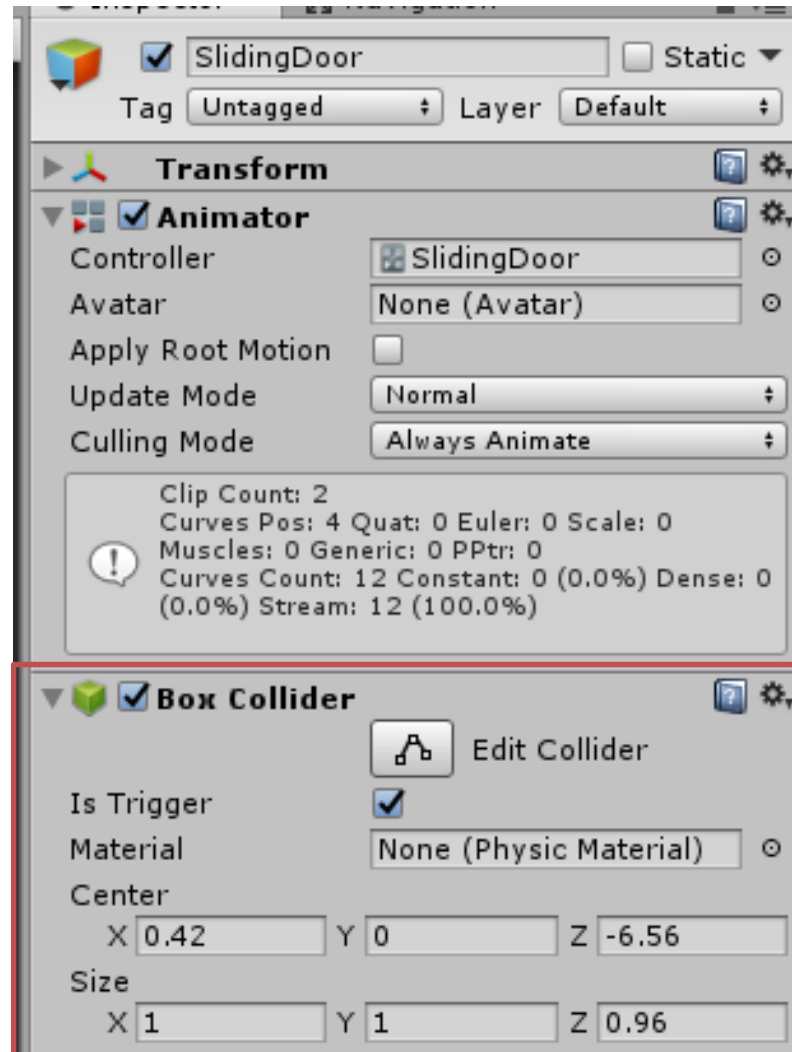 SlidingDoor Static
Tag Untagged Layer Default
Transform
Animator
Controller SlidingDoor
Avatar None (Avatar)
Apply Root Motion
Update Mode Normal
Culling Mode Always Animate
Clip Count: 2
Curves Pos: 4 Quat: 0 Euler: 0 Scale: 0
Muscles: 0 Generic: 0 PPtr: 0
Curves Count: 12 Constant: 0 (0.0%) Dense: 0
(0.0%) Stream: 12 (100.0%)
Box Collider
Edit Collider
Is Trigger
Material None (Physic Material)
Center
X 0.42 Y 0 Z -6.56
Size
X 1 Y 1 Z 0.96